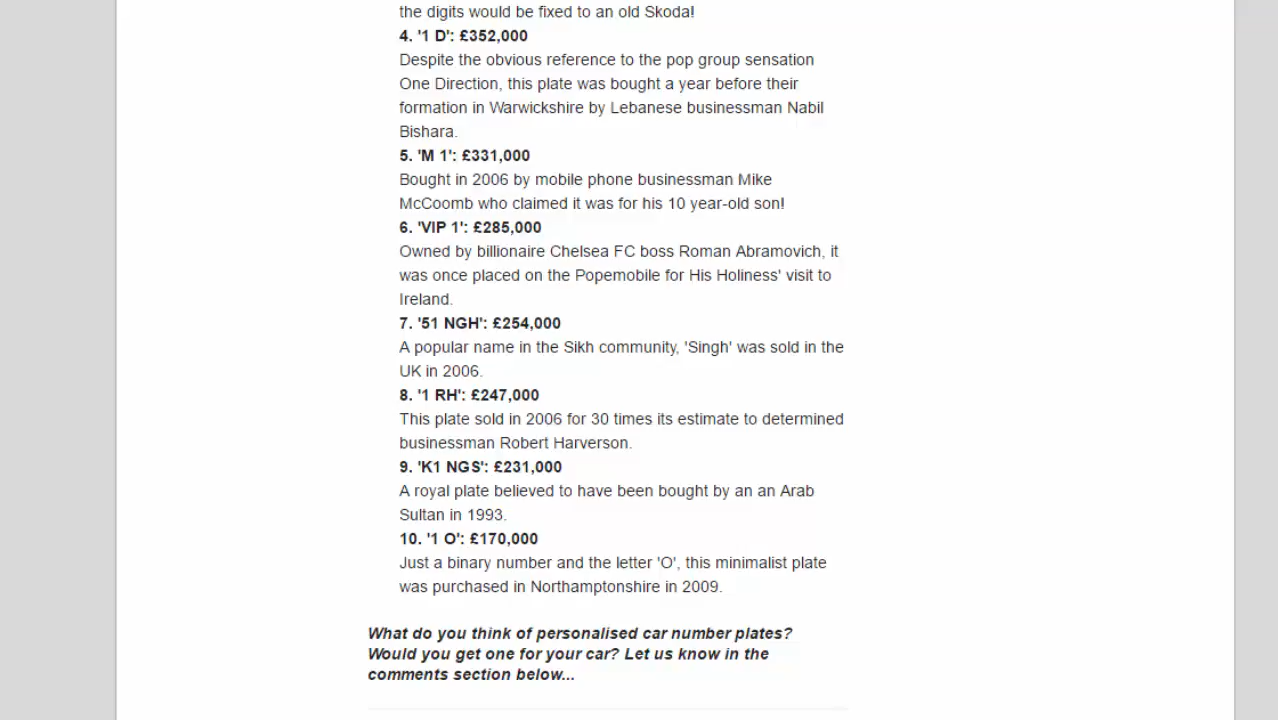 the digits would be fixed to an old Skoda!
4. '1 D': £352,000
Despite the obvious reference to the pop group sensation
One Direction, this plate was bought a year before their
formation in Warwickshire by Lebanese businessman Nabil
Bishara.
5. 'M 1': £331,000
Bought in 2006 by mobile phone businessman Mike
McCoomb who claimed it was for his 10 year-old son!
6. 'VIP 1': £285,000
Owned by billionaire Chelsea FC boss Roman Abramovich, it
was once placed on the Popemobile for His Holiness' visit to
Ireland.
7. '51 NGH': £254,000
A popular name in the Sikh community, 'Singh' was sold in the
UK in 2006.
8. '1 RH': £247,000
This plate sold in 2006 for 30 times its estimate to determined
businessman Robert Harverson.
9. 'K1 NGS': £231,000
A royal plate believed to have been bought by an an Arab
Sultan in 1993.
10. '1 O': £170,000
Just a binary number and the letter 'O', this minimalist plate
was purchased in Northamptonshire in 2009.
What do you think of personalised car number plates?
Would you get one for your car? Let us know in the
comments section below...